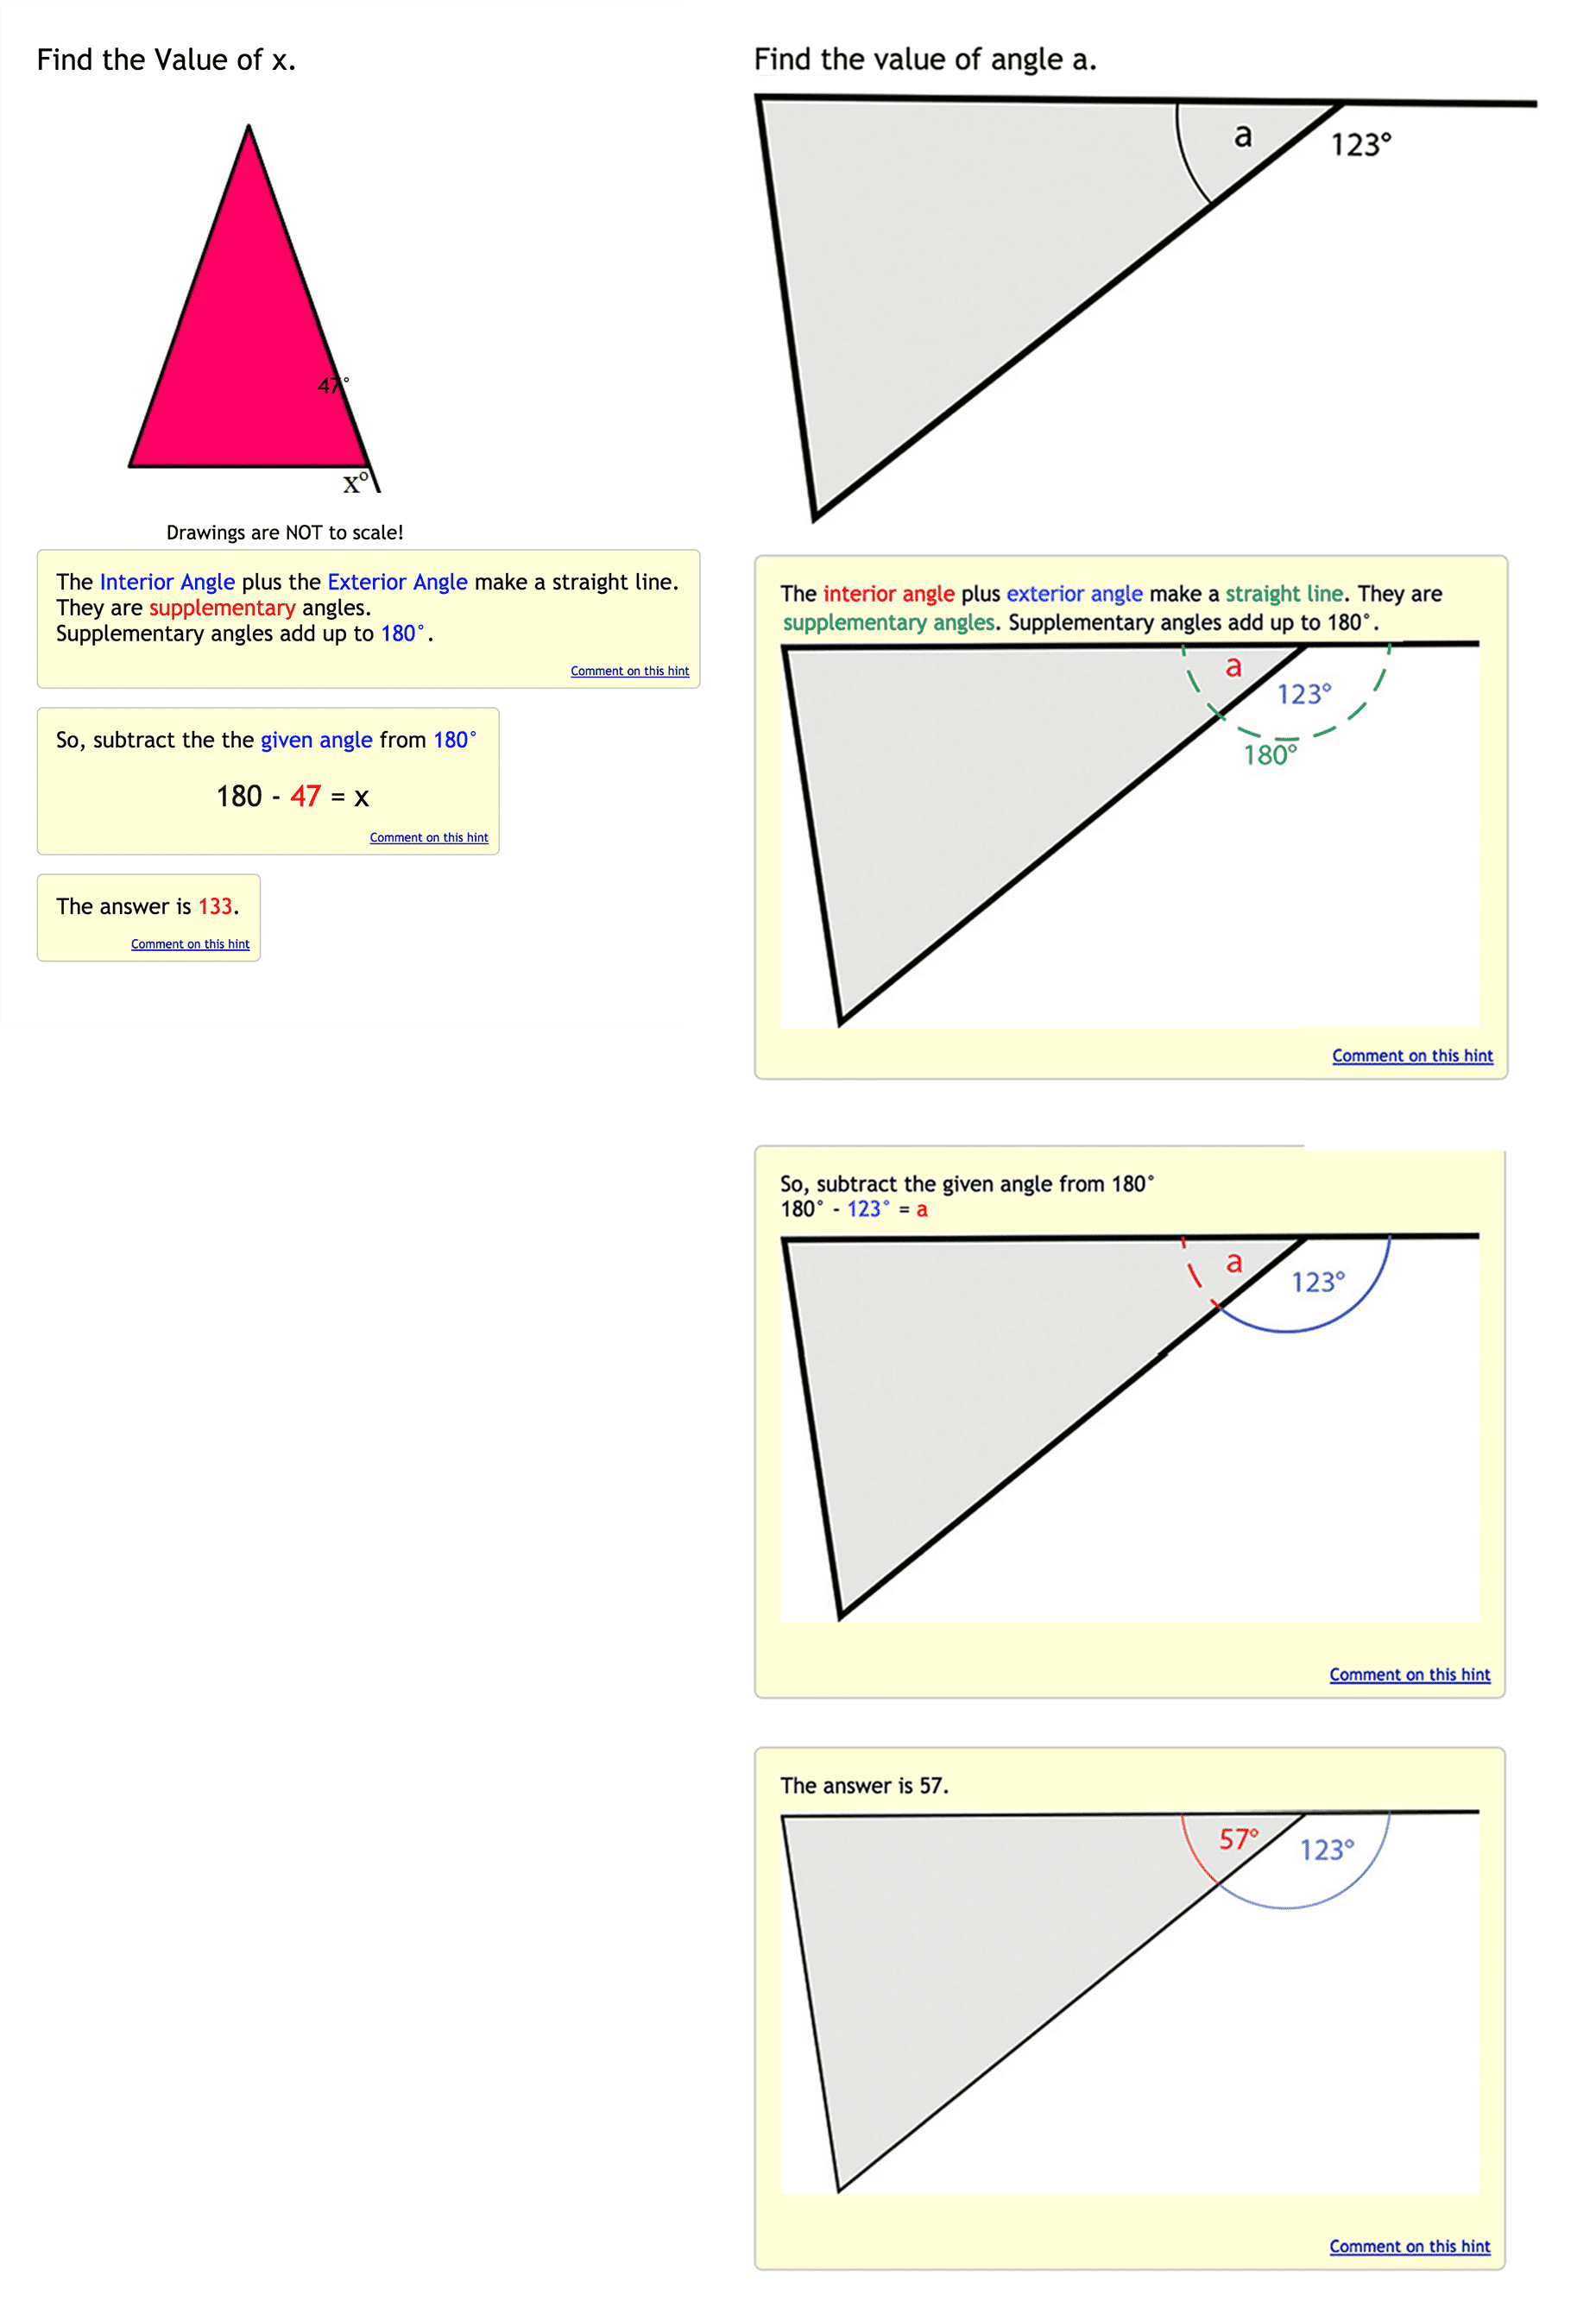 Find the Value of x.
47°
x°
Drawings are NOT to scale!
The Interior Angle plus the Exterior Angle make a straight line.
They are supplementary angles.
Supplementary angles add up to 180°.
Comment on this hint
So, subtract the the given angle from 180°
180 - 47 = x
Comment on this hint
The answer is 133.
Comment on this hint
Find the value of angle a.
a
123°
The interior angle plus exterior angle make a straight line. They are
supplementary angles. Supplementary angles add up to 180°.
a
123°
180°
Comment on this hint
So, subtract the given angle from 180°
180° - 123° = a
a
123°
Comment on this hint
The answer is 57.
57°
123°
Comment on this hint